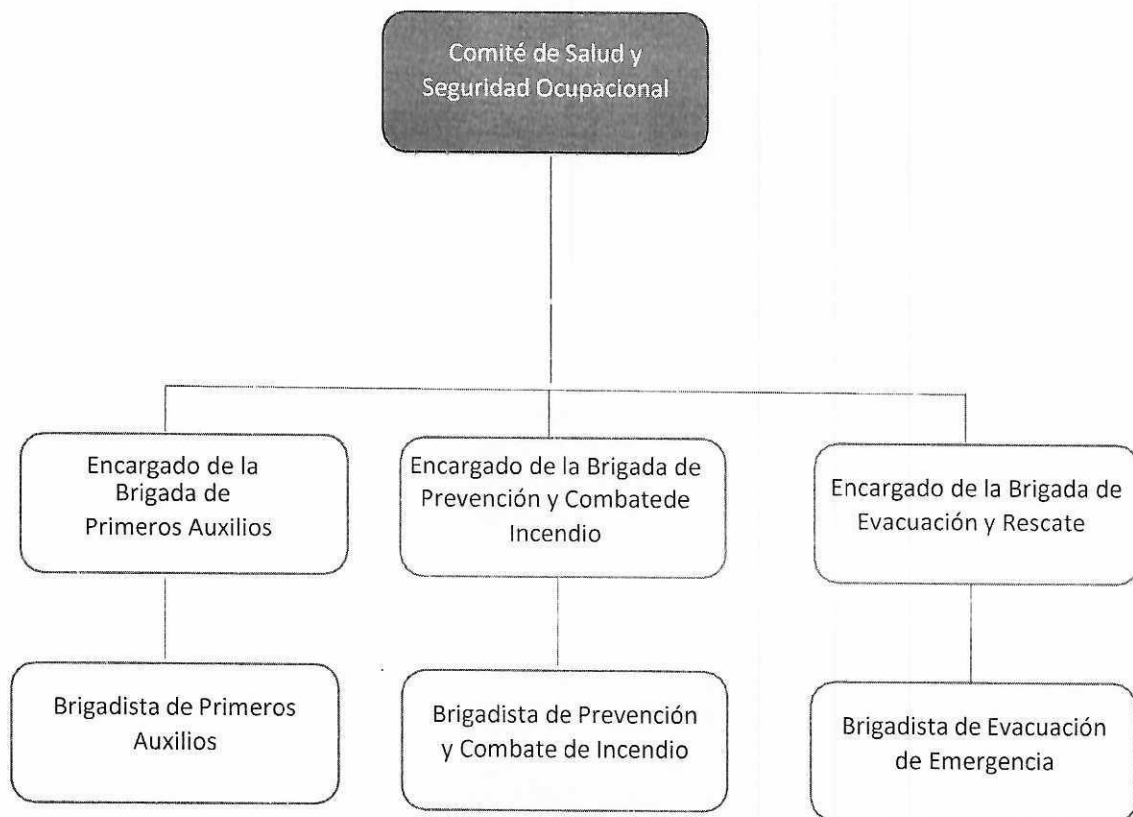 Comité de Salud y
Seguridad Ocupacional
Encargado de la
Brigada de
Primeros Auxilios
Encargado de la Brigada de
Prevención y Combatede
Incendio
Encargado de la Brigada de
Evacuación y Rescate
Brigadista de Primeros
Auxilios
Brigadista de Prevención
y Combate de Incendio
Brigadista de Evacuación
de Emergencia